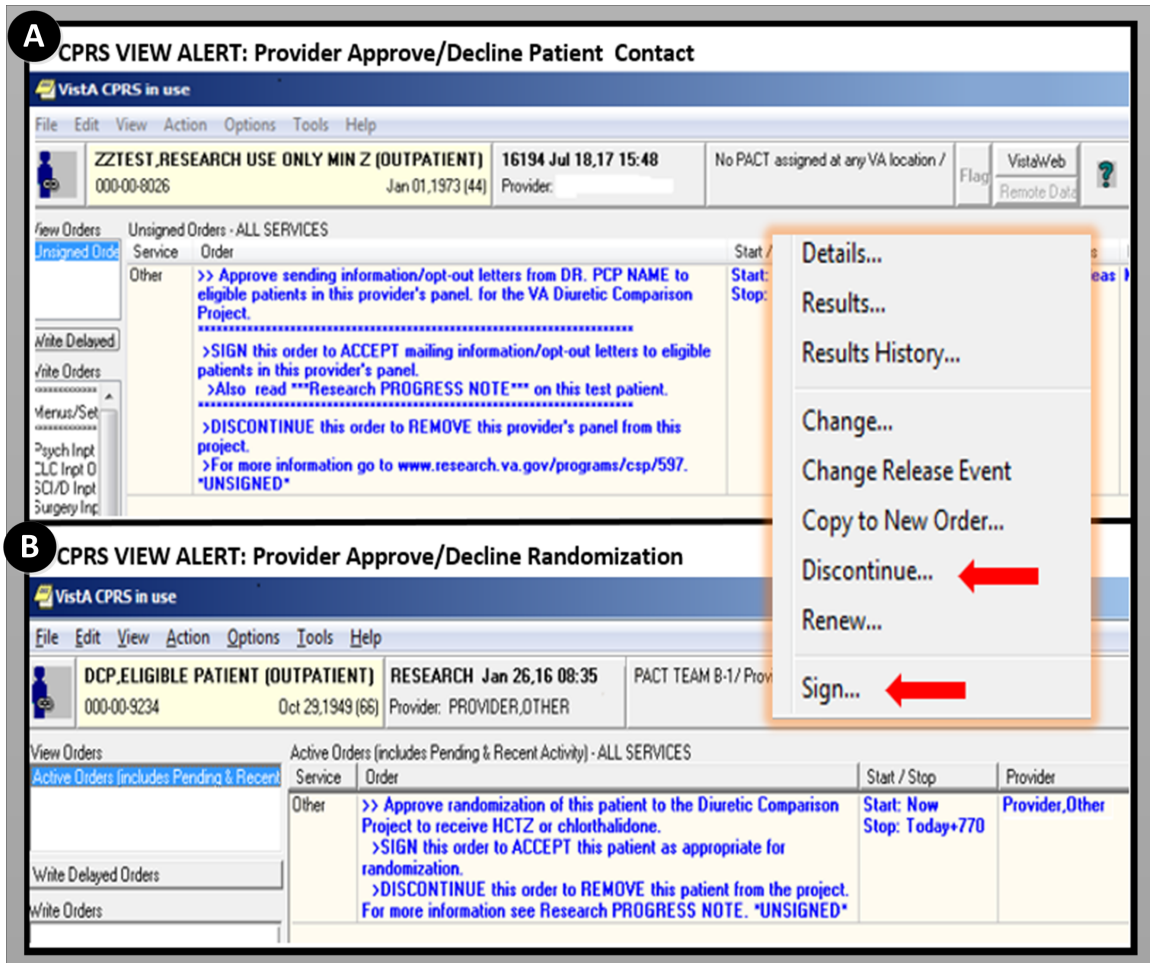 A
CPRS VIEW ALERT: Provider Approve/Decline Patient Contact
VistA CPRS in use
File Edit View Action Options Tools Help
ZZTEST,RESEARCH USE ONLY MIN Z (OUTPATIENT)
000-00-8026 Jan 01,1973 (44)
16194 Jul 18,17 15:48
Provider:
No PACT assigned at any VA location /
Flag
VistaWeb
Remote Data
?
View Orders
Unsigned Orde
Write Delayed
Write Orders
Menus/Set
Psych Inpt
CLC Inpt O
SCI/D Inpt
Surgery Inp
Unsigned Orders - ALL SERVICES
Service Order Start /
Other
>> Approve sending information/opt-out letters from DR. PCP NAME to
eligible patients in this provider's panel. for the VA Diuretic Comparison
Project.
>SIGN this order to ACCEPT mailing information/opt-out letters to eligible
patients in this provider's panel.
>Also read ***Research PROGRESS NOTE*** on this test patient.
>DISCONTINUE this order to REMOVE this provider's panel from this
project.
>For more information go to www.research.va.gov/programs/csp/597.
*UNSIGNED*
Start:
Stop:
eas
Details...
Results...
Results History...
Change...
Change Release Event
Copy to New Order...
Discontinue...
Renew...
Sign...
B
CPRS VIEW ALERT: Provider Approve/Decline Randomization
VistA CPRS in use
File Edit View Action Options Tools Help
DCP,ELIGIBLE PATIENT (OUTPATIENT)
000-00-9234 Oct 29,1949 (66)
RESEARCH Jan 26,16 08:35
Provider: PROVIDER,OTHER
PACT TEAM B-1/ Provi
View Orders
Active Orders (includes Pending & Recent
Write Delayed Orders
Write Orders
Active Orders (includes Pending & Recent Activity) - ALL SERVICES
Service Order Start / Stop Provider
Other
>> Approve randomization of this patient to the Diuretic Comparison
Project to receive HCTZ or chlorthalidone.
>SIGN this order to ACCEPT this patient as appropriate for
randomization.
>DISCONTINUE this order to REMOVE this patient from the project.
For more information see Research PROGRESS NOTE. *UNSIGNED*
Start: Now
Stop: Today+770
Provider,Other